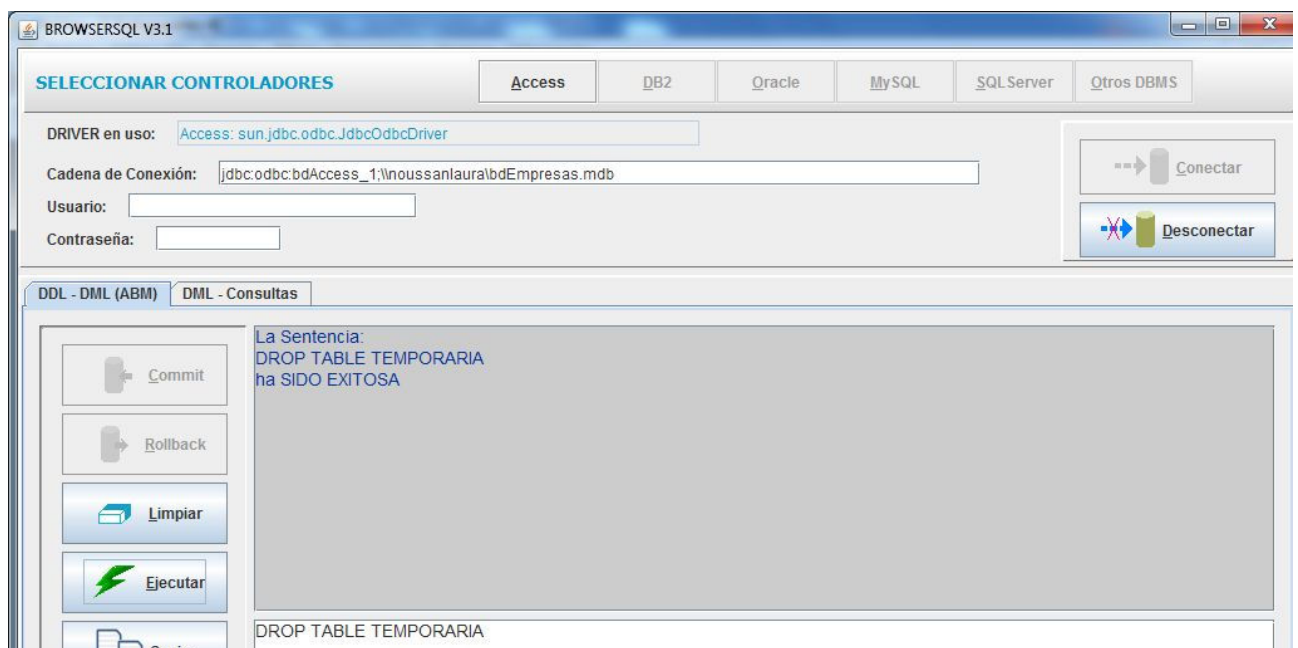 BROWSERSQL V3.1
SELECCIONAR CONTROLADORES
Access
DB2
Oracle
MySQL
SQLServer
Otros DBMS
DRIVER en uso: Access: sun.jdbc.odbc.JdbcOdbcDriver
Cadena de Conexión: jdbc:odbc:bdAccess_1;\\noussanlaura\bdEmpresas.mdb
Usuario:
Contraseña:
Conectar
Desconectar
DDL - DML (ABM)
DML - Consultas
Commit
Rollback
Limpiar
Ejecutar
La Sentencia:
DROP TABLE TEMPORARIA
ha SIDO EXITOSA
DROP TABLE TEMPORARIA